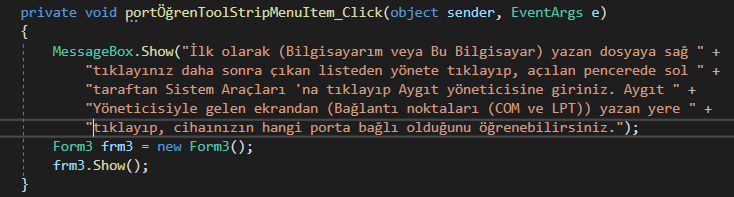 private void portÖğrenToolStripMenuItem_Click(object sender, EventArgs e)
{
MessageBox.Show("İlk olarak (Bilgisayarım veya Bu Bilgisayar) yazan dosyaya sağ " +
"tıklayınız daha sonra çıkan listeden yönete tıklayıp, açılan pencerede sol " +
"taraftan Sistem Araçları 'na tıklayıp Aygıt yöneticisine giriniz. Aygıt " +
"Yöneticisiyle gelen ekrandan (Bağlantı noktaları (COM ve LPT)) yazan yere " +
"tıklayıp, cihaınızın hangi porta bağlı olduğunu öğrenebilirsiniz.");
Form3 frm3 = new Form3();
frm3.Show();
}